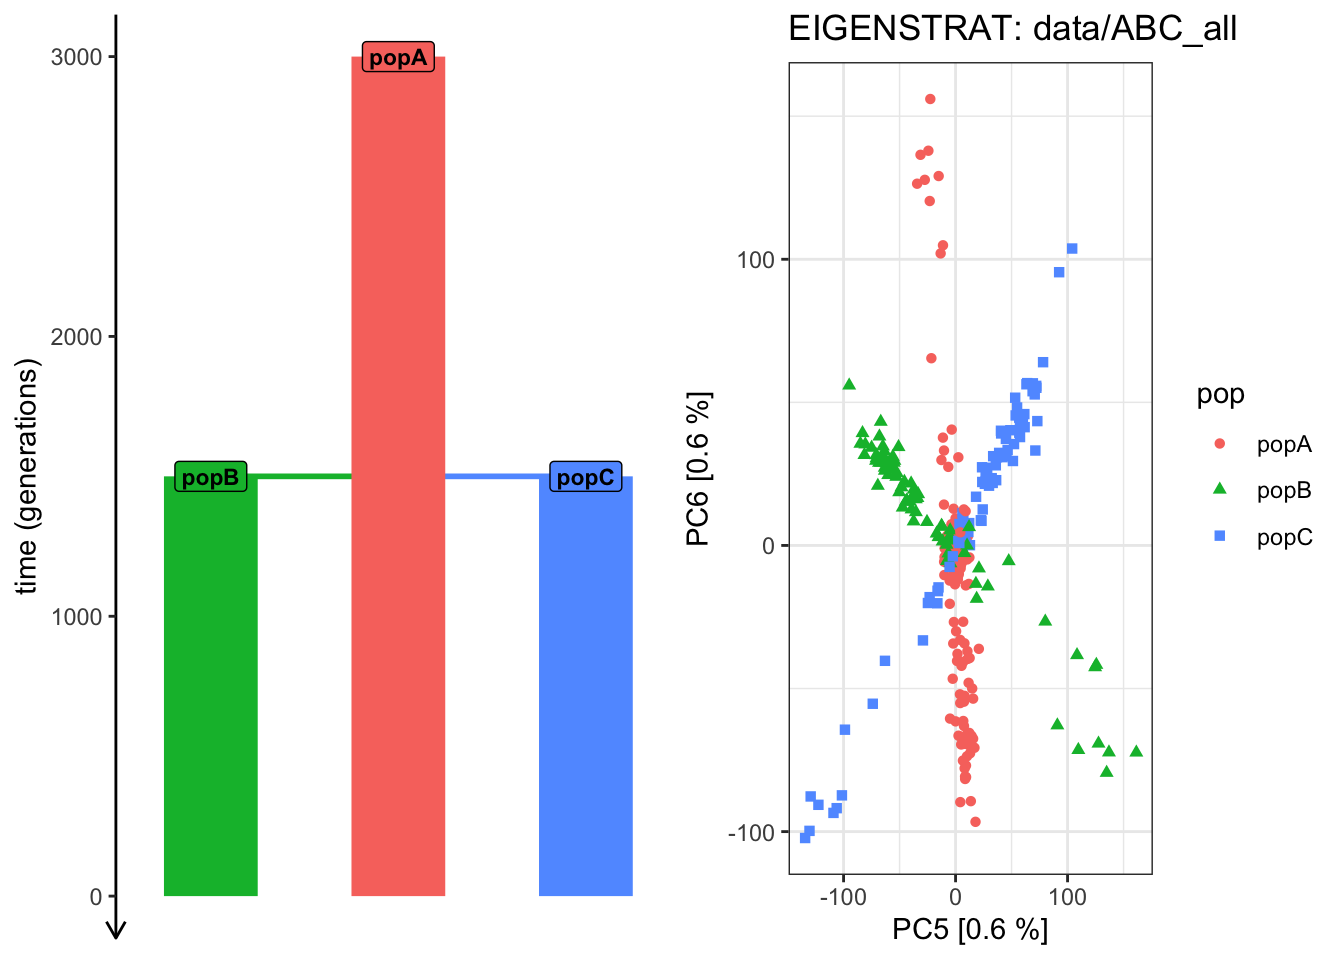 time (generations)
3000
2000
1000
0
popA
popB
popC
EIGENSTRAT: data/ABC_all
PC6 [0.6 %]
100
0
-100
-100
0
100
PC5 [0.6 %]
pop
popA
popB
popC